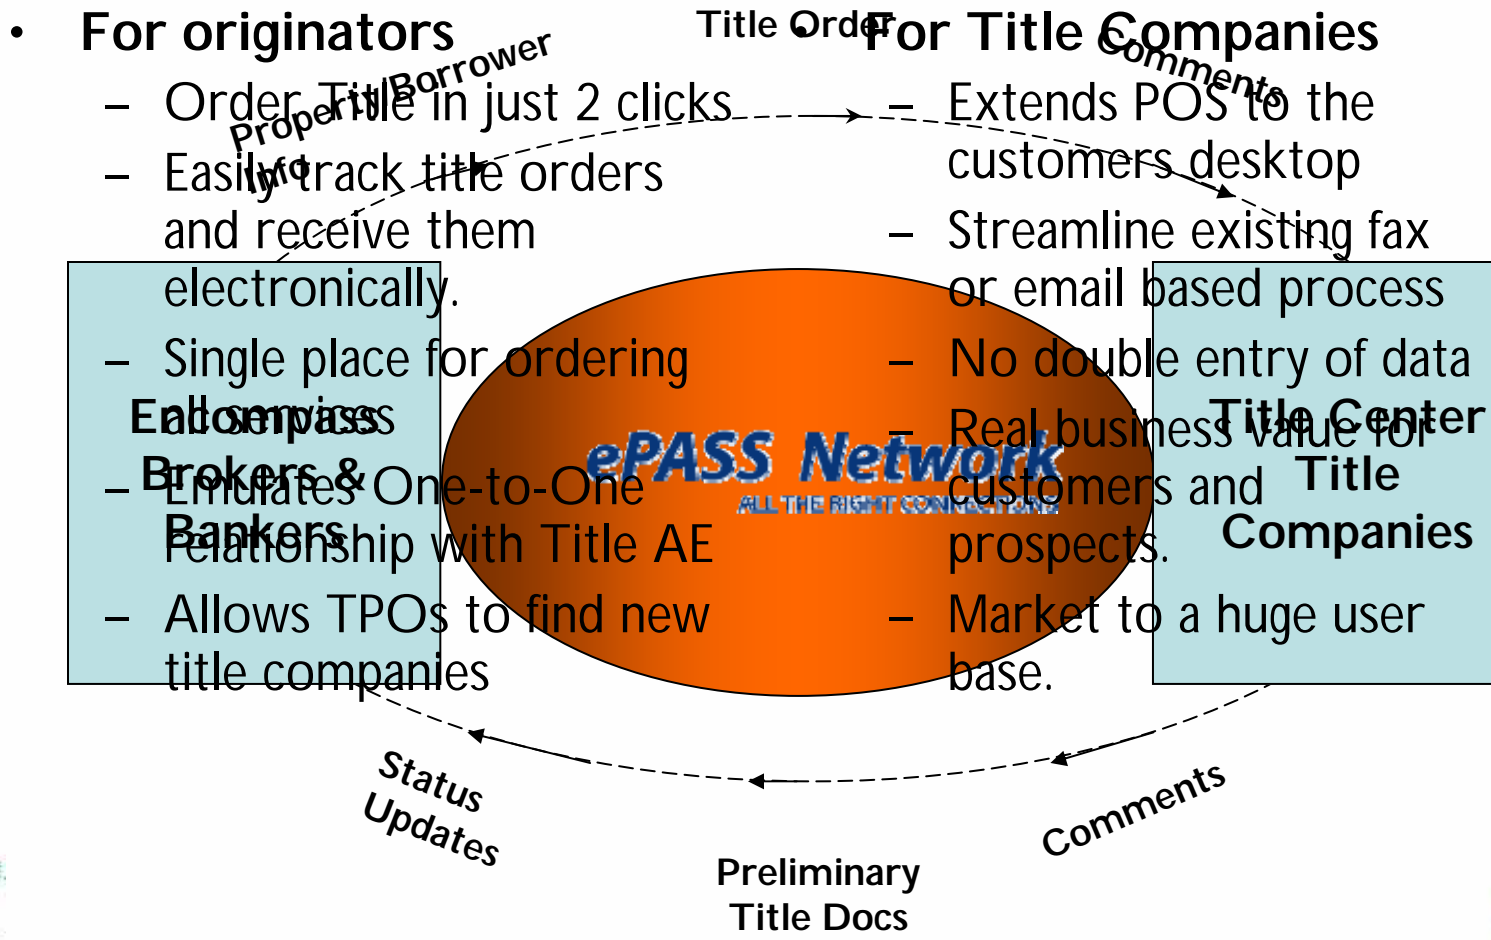 • For originators
– Order Title in just 2 clicks
– Easily track title orders
and receive them
electronically.
– Single place for ordering
all services
– Emulates One-to-One
relationship with Title AE
– Allows TPOs to find new
title companies
• For Title Companies
– Extends POS to the
customers desktop
– Streamline existing fax
or email based process
– No double entry of data
– Real business value for
customers and
prospects.
– Market to a huge user
base.
Property/Borrower
Info
Title Order
Comments
Encompass
Brokers &
Bankers
ePASS Network
ALL THE RIGHT CONNECTIONS
Title Center
Title
Companies
Status
Updates
Preliminary
Title Docs
Comments